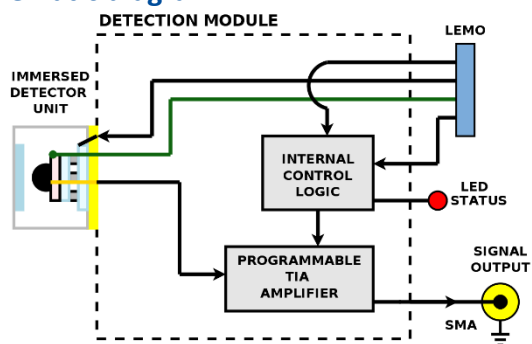 DETECTION MODULE
LEMO
IMMERSED
DETECTOR
UNIT
INTERNAL
CONTROL
LOGIC
LED
STATUS
PROGRAMMABLE
TIA
AMPLIFIER
SIGNAL
OUTPUT
SMA